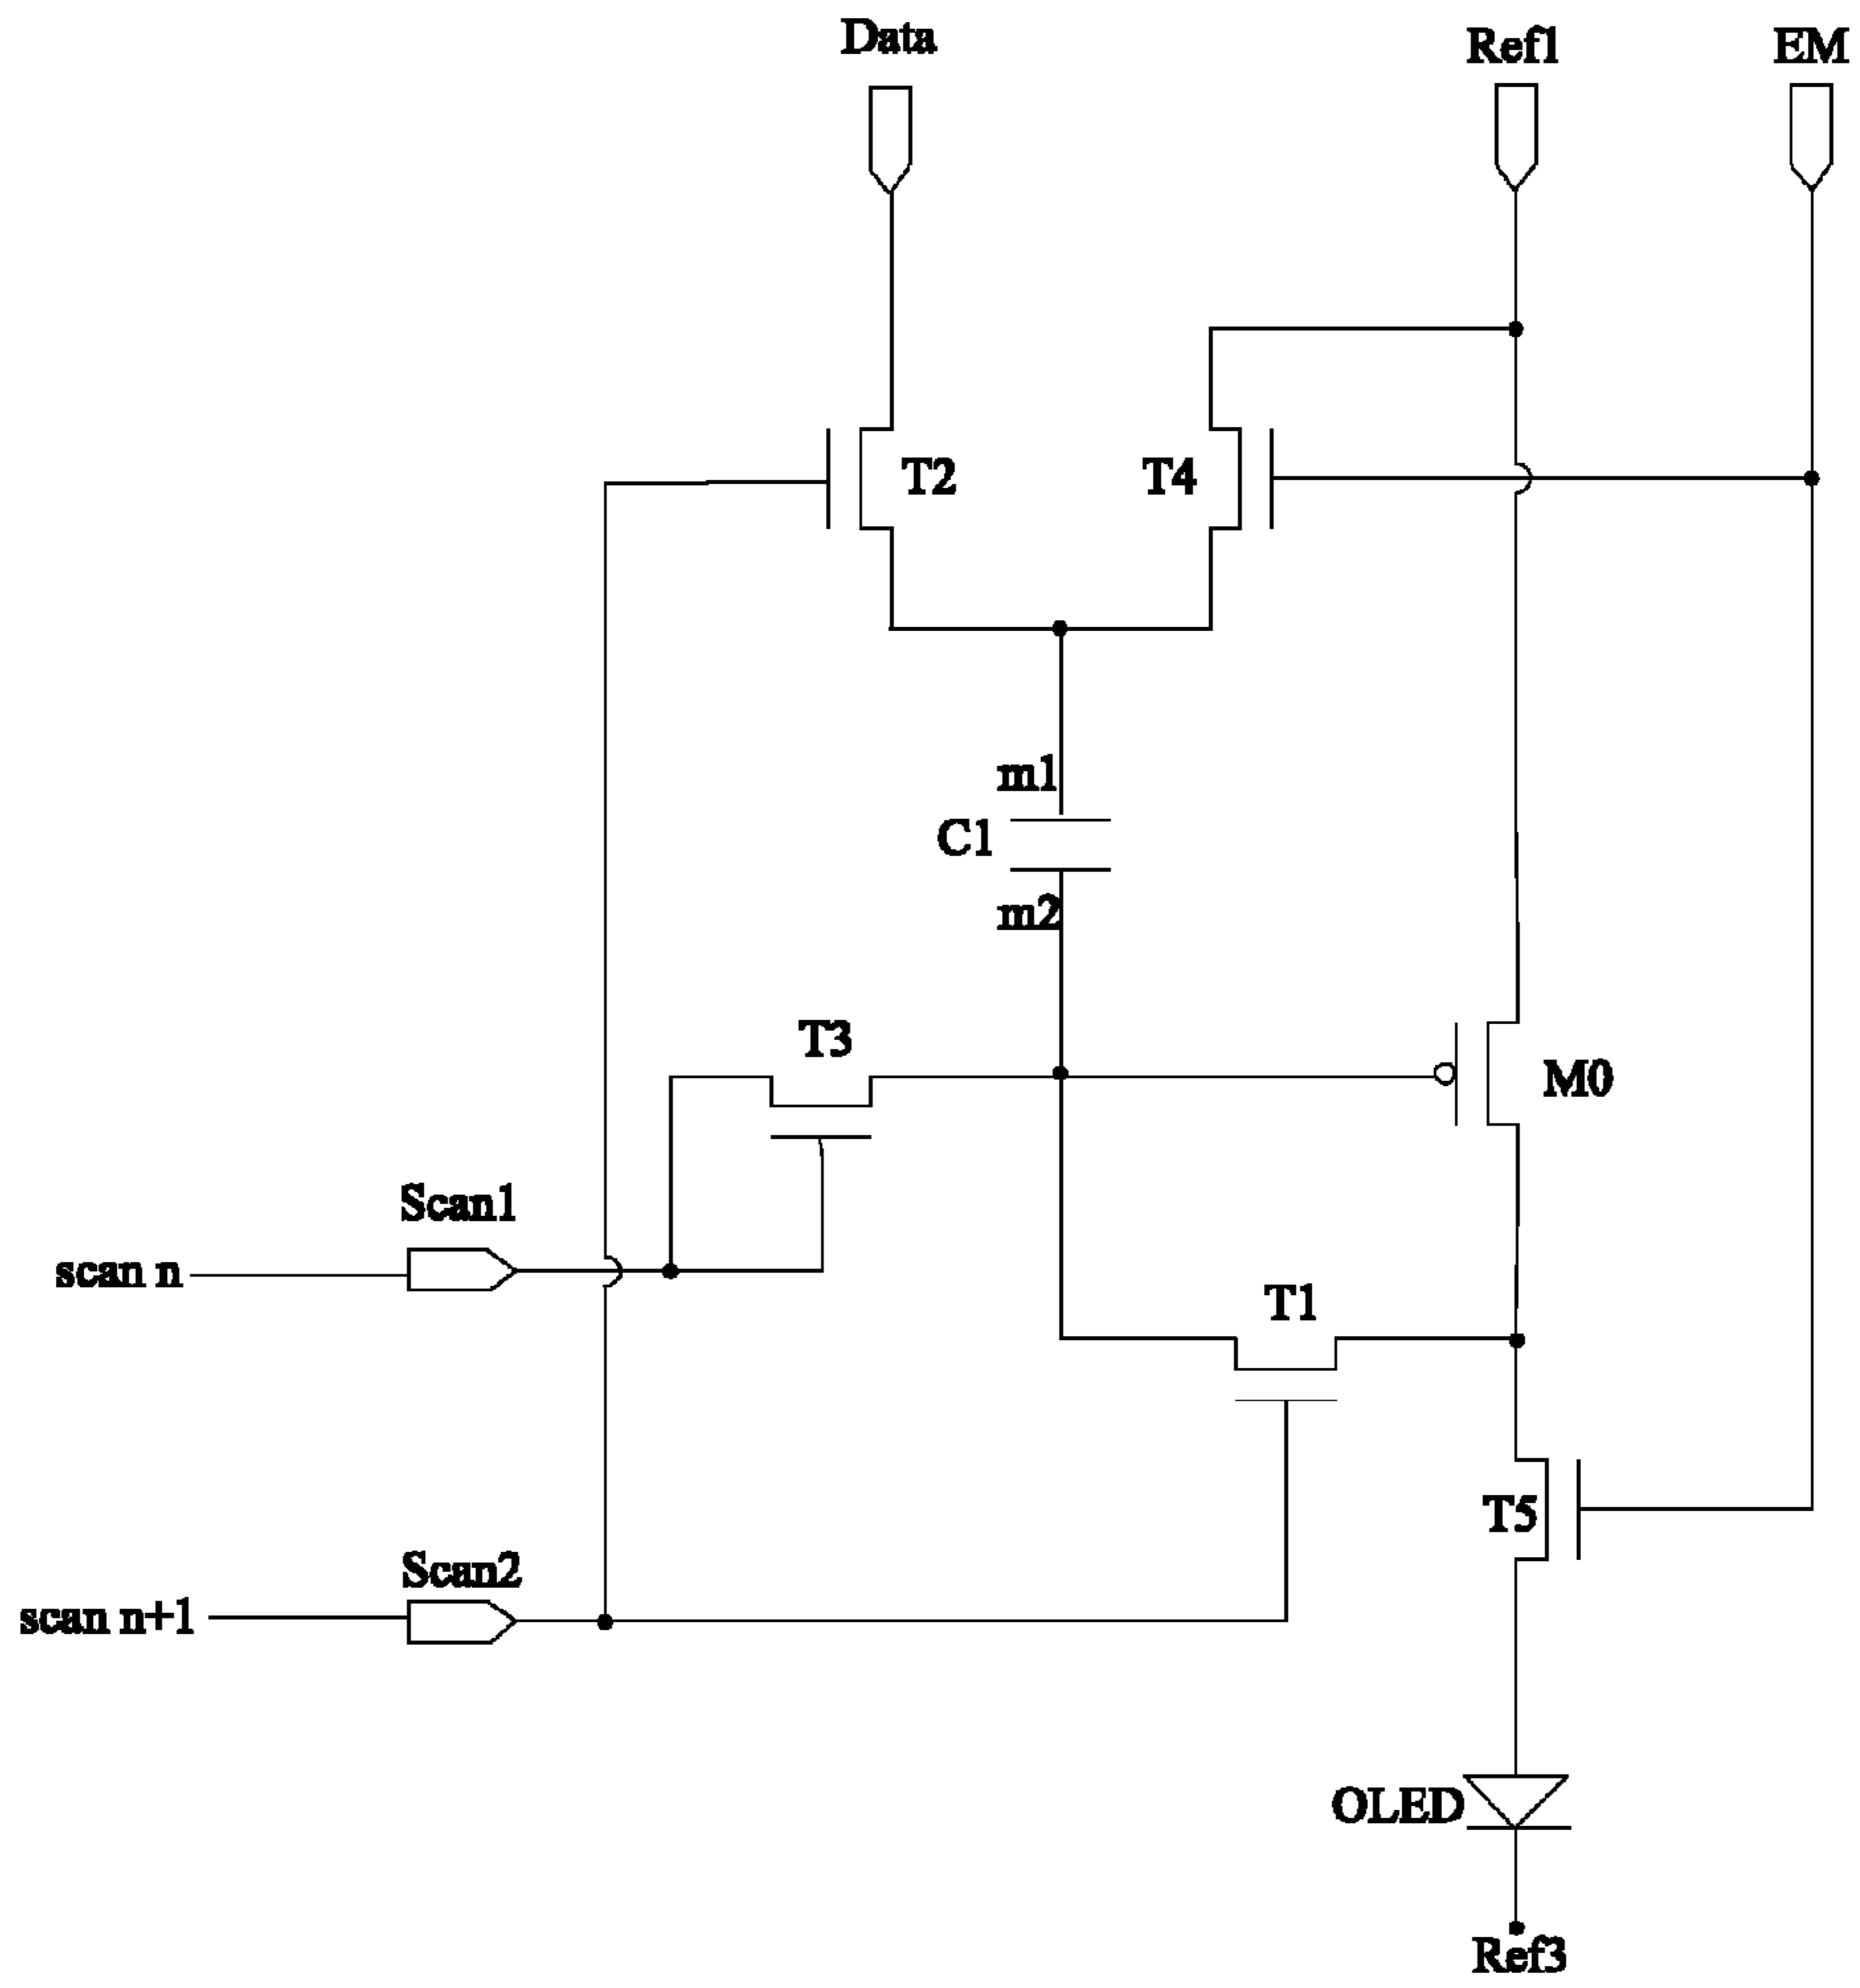 Data
Ref1
EM
T2
T4
m1
C1
m2
T3
M0
Scan1
scan n
T1
T5
Scan2
scan n+1
OLED
Ref3